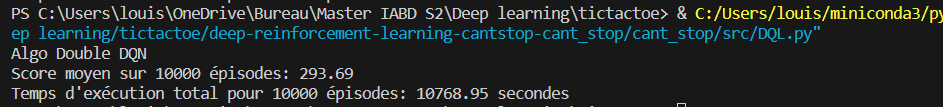 PS C:\Users\louis\OneDrive\Bureau\Master IABD S2\Deep learning\tictactoe> & C:/Users/louis/miniconda3/py
ep learning/tictactoe/deep-reinforcement-learning-cantstop-cant_stop/cant_stop/src/DQL.py"
Algo Double DQN
Score moyen sur 10000 épisodes: 293.69
Temps d'exécution total pour 10000 épisodes: 10768.95 secondes